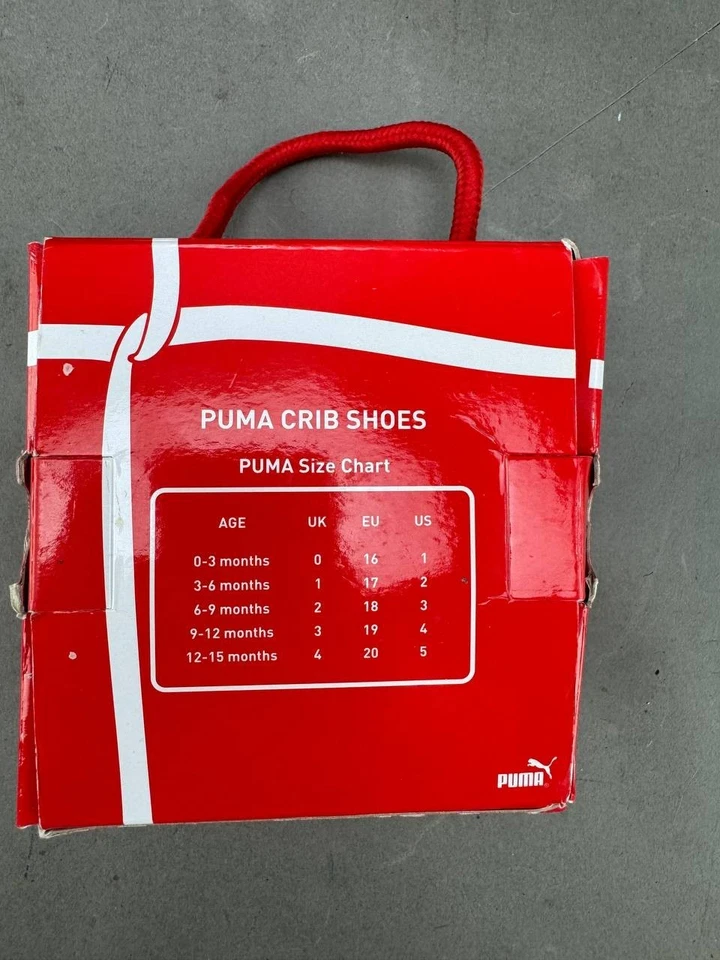 PUMA CRIB SHOES
PUMA Size Chart
AGE UK EU US
0-3 months 0 16 1
3-6 months 1 17 2
6-9 months 2 18 3
9-12 months 3 19 4
12-15 months 4 20 5
PUMA